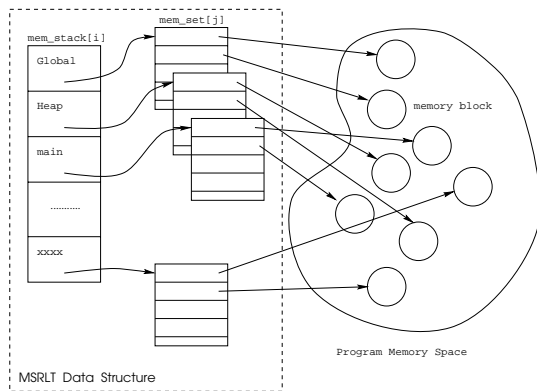 mem_stack[i]
mem_set[j]
Global
Heap
main
...........
xxxx
memory block
Program Memory Space
MSRLT Data Structure